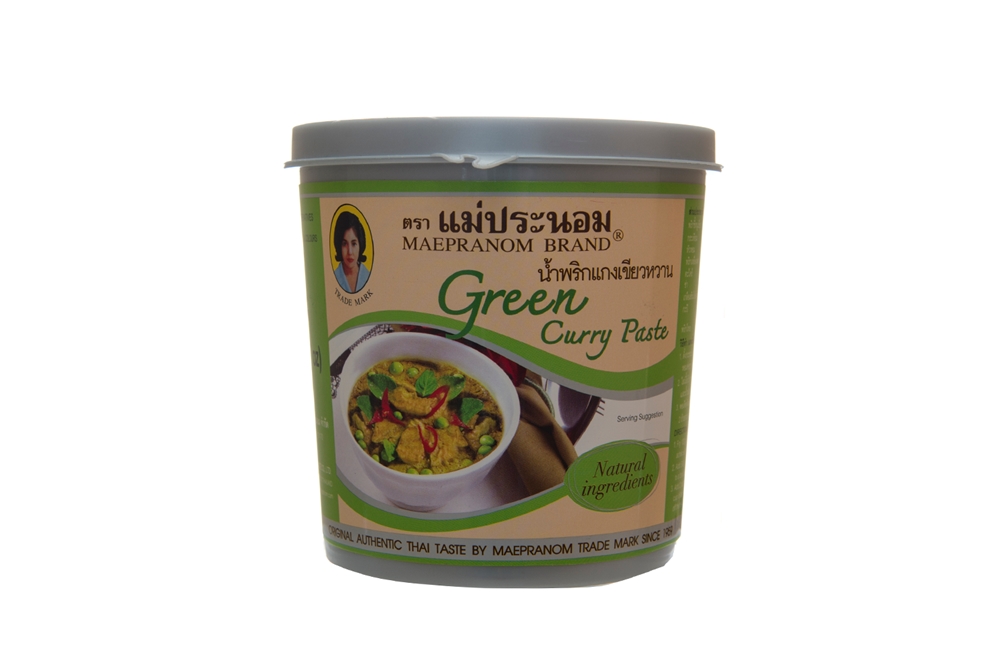 ตรา แม่ประนอม
MAEPRANOM BRAND®
น้ำพริกแกงเขียวหวาน
Green
Curry Paste
TRADE MARK
Serving Suggestion
Natural
ingredients
ORIGINAL AUTHENTIC THAI TASTE BY MAEPRANOM TRADE MARK SINCE